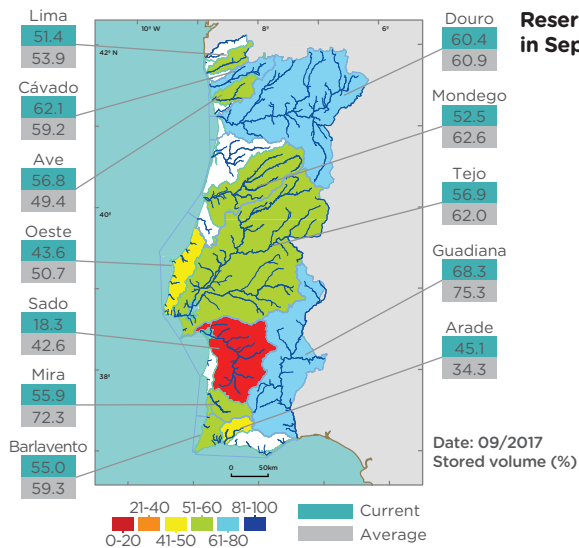 10° W
8°
6°
42° N
40°
38°
Lima
51.4
53.9
Cávado
62.1
59.2
Ave
56.8
49.4
Oeste
43.6
50.7
Sado
18.3
42.6
Mira
55.9
72.3
Barlavento
55.0
59.3
Douro
60.4
60.9
Mondego
52.5
62.6
Tejo
56.9
62.0
Guadiana
68.3
75.3
Arade
45.1
34.3
Reser
in Sep
Date: 09/2017
Stored volume (%)
0 50km
21-40 51-60 81-100
0-20 41-50 61-80
Current
Average